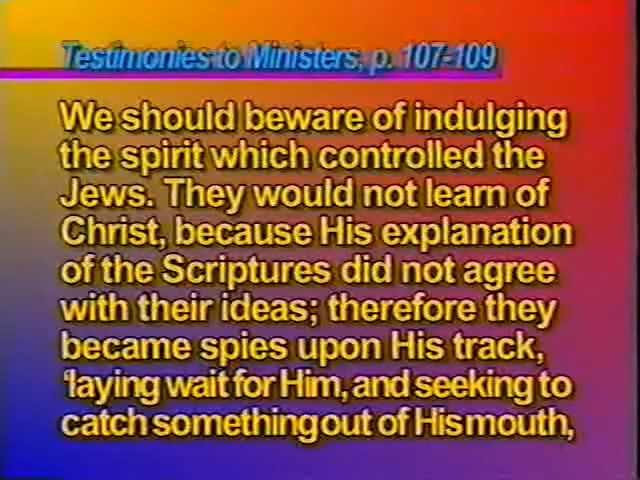 Testimonies to Ministers, p. 107-109
We should beware of indulging
the spirit which controlled the
Jews. They would not learn of
Christ, because His explanation
of the Scriptures did not agree
with their ideas; therefore they
became spies upon His track,
'laying wait for Him, and seeking to
catch something out of His mouth,